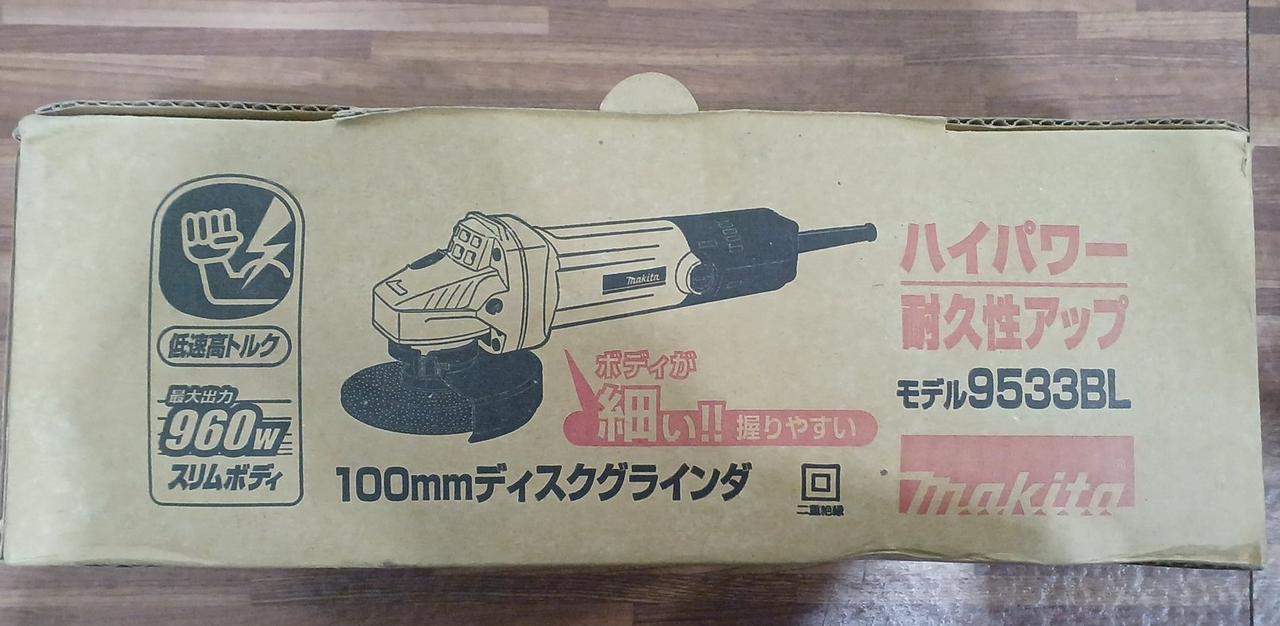 低速高トルク
最大出力
960w
スリムボディ
makita
ボディが
細い!! 握りやすい
100mmディスクグラインダ
二重絶縁
ハイパワー
耐久性アップ
モデル9533BL
makita